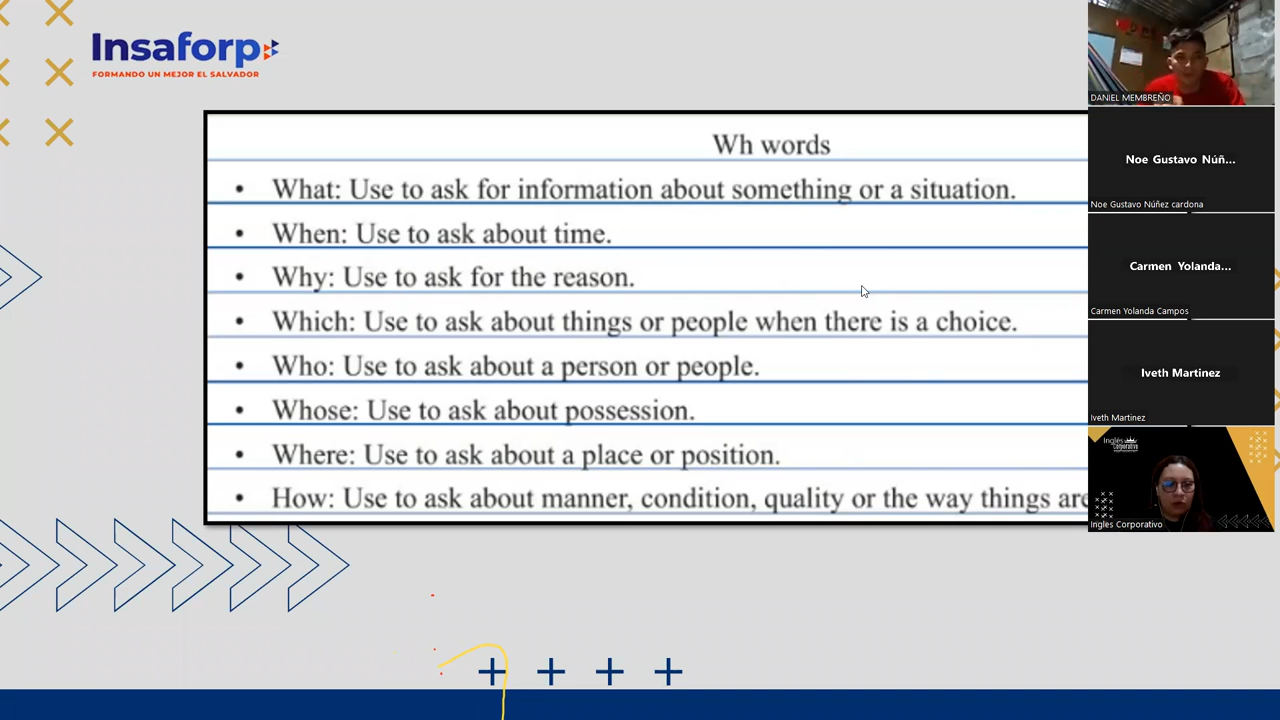 Insaforp
FORMANDO UN MEJOR EL SALVADOR
Wh words
• What: Use to ask for information about something or a situation.
• When: Use to ask about time.
• Why: Use to ask for the reason.
• Which: Use to ask about things or people when there is a choice.
• Who: Use to ask about a person or people.
• Whose: Use to ask about possession.
• Where: Use to ask about a place or position.
• How: Use to ask about manner, condition, quality or the way things are
DANIEL MEMBREÑO
Noe Gustavo Núñ...
Noe Gustavo Núñez cardona
Carmen Yolanda...
Carmen Yolanda Campos
Iveth Martinez
Iveth Martinez
Inglés
Corporativo
Ingles Corporativo